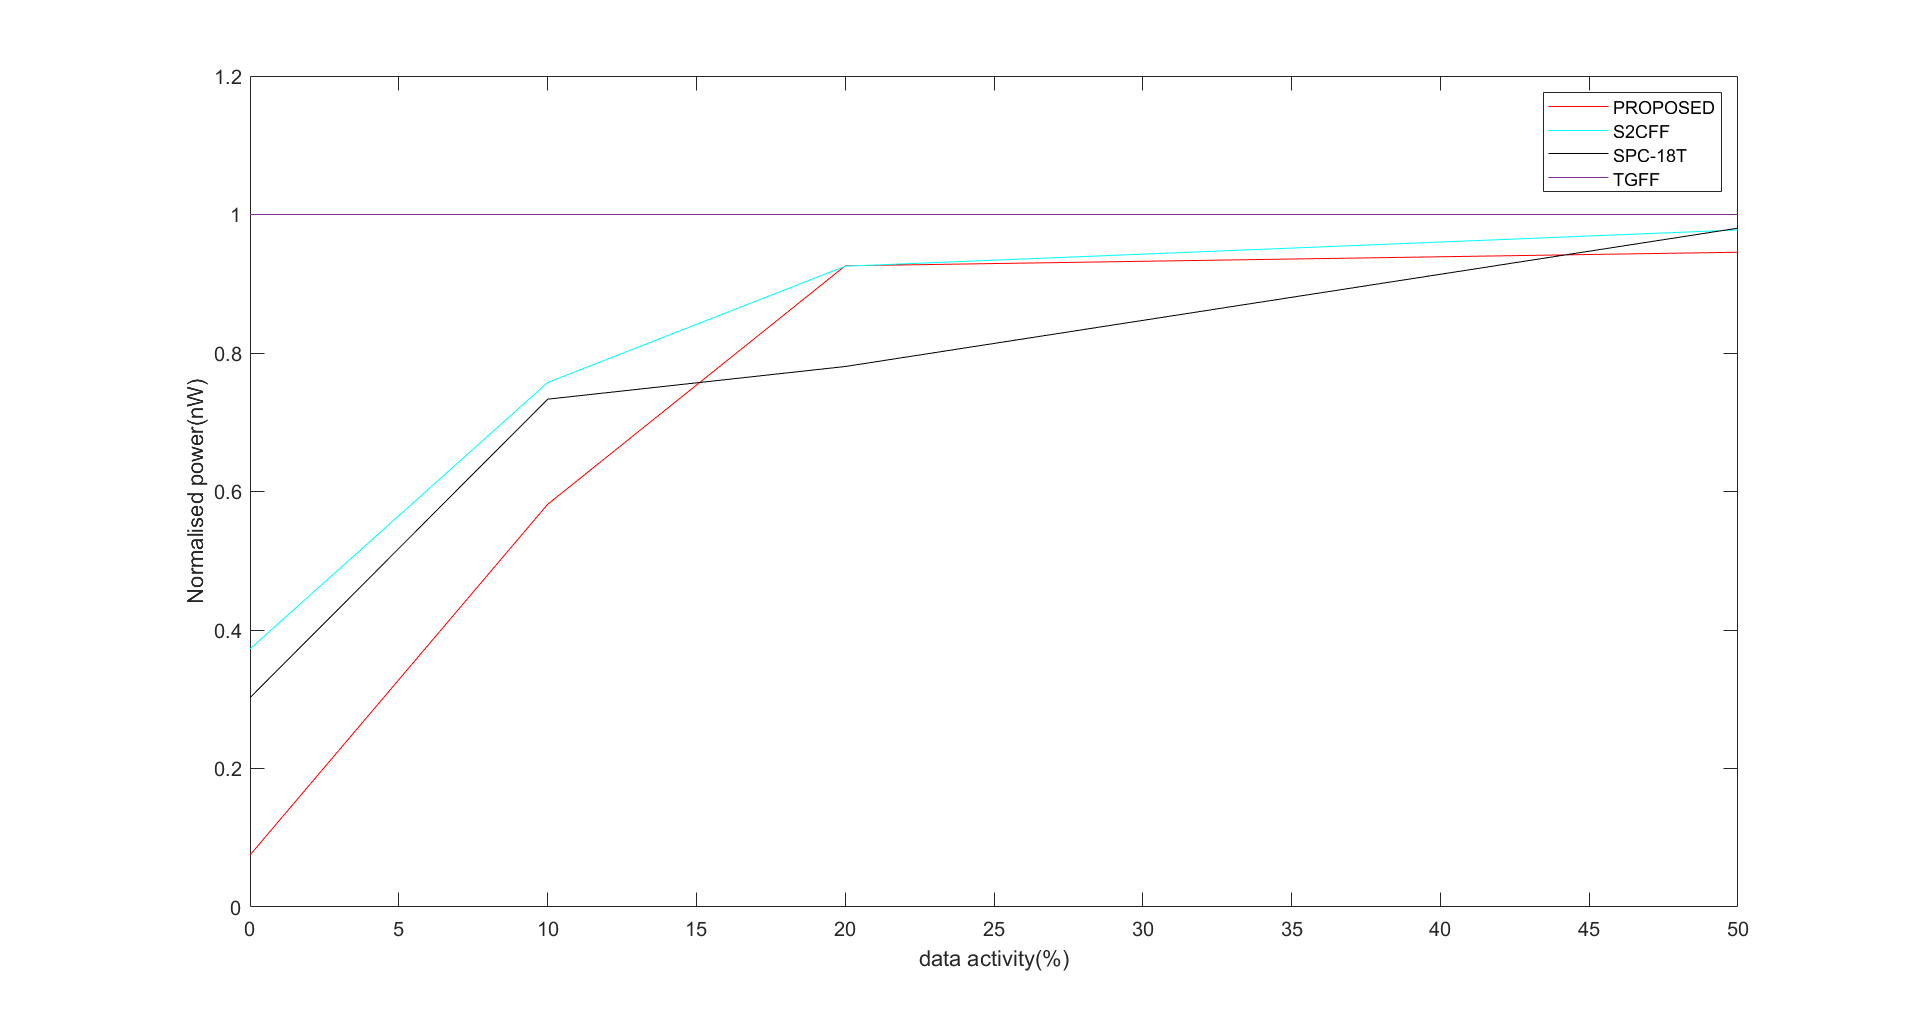 1.2
1
0.8
0.6
0.4
0.2
0
Normalised power(nW)
PROPOSED
S2CFF
SPC-18T
TGFF
0 5 10 15 20 25 30 35 40 45 50
data activity(%)